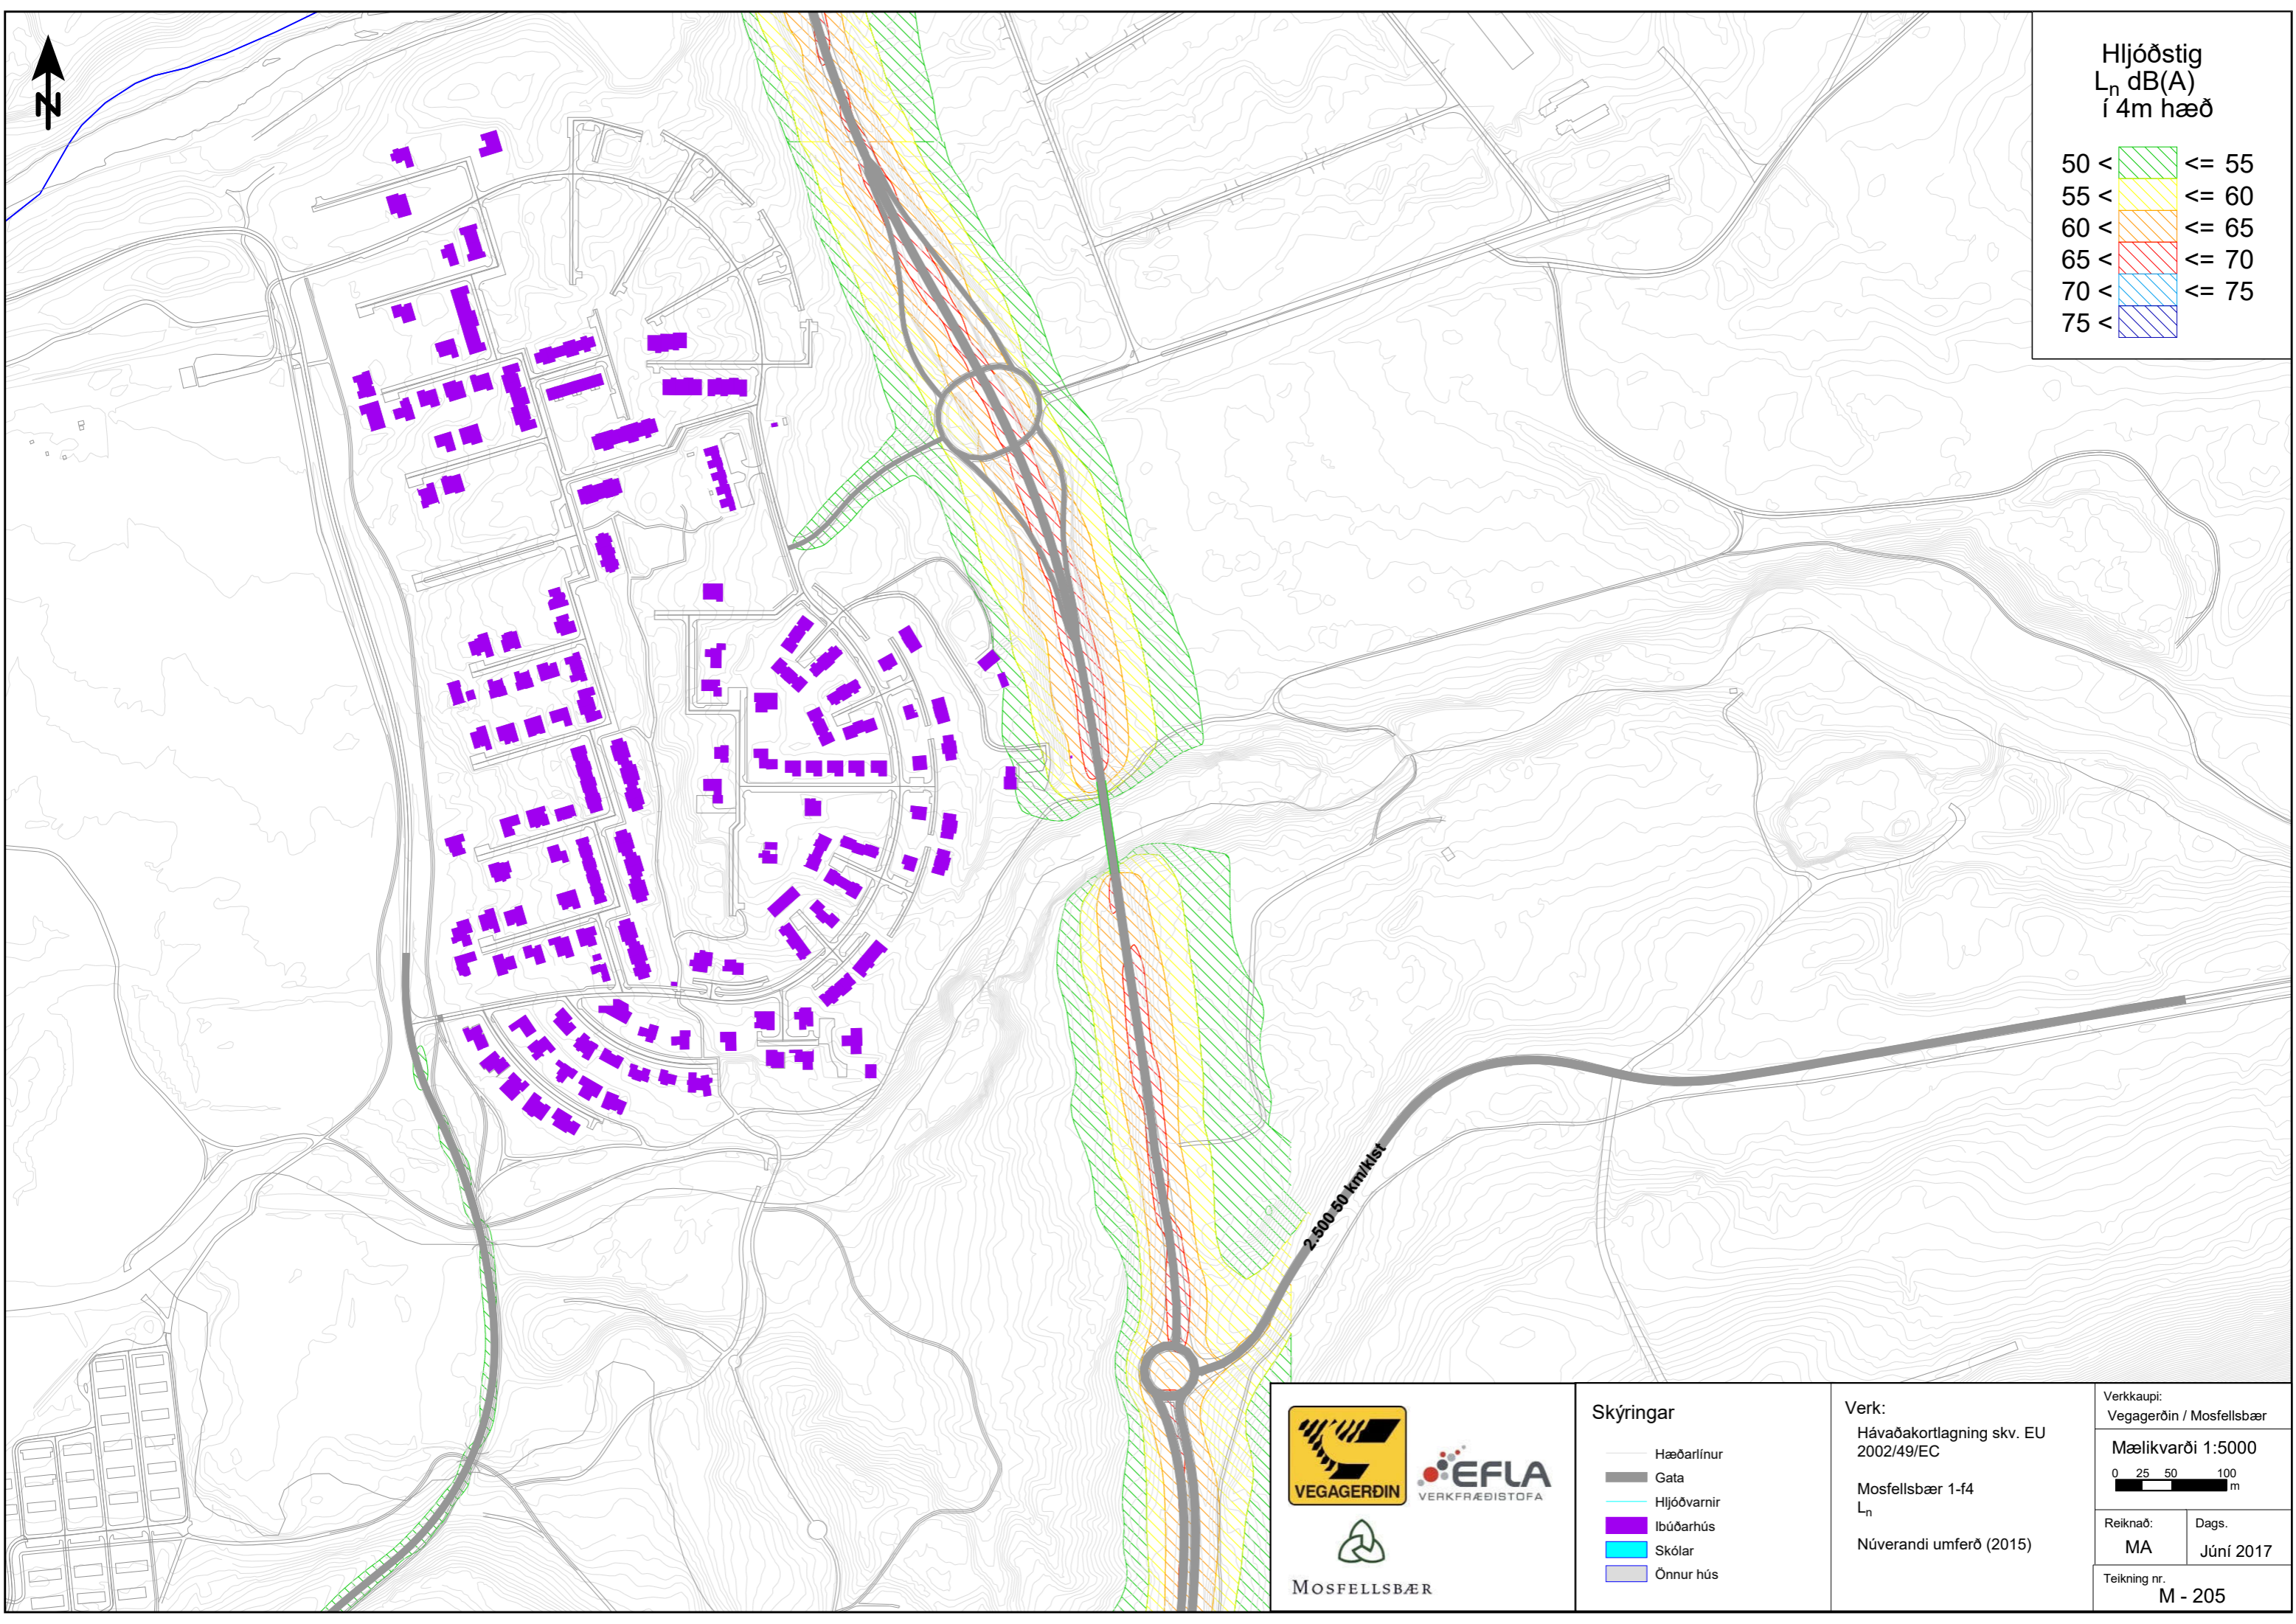 N
Hljóðstig
Ln dB(A)
í 4m hæð
50 < <= 55
55 < <= 60
60 < <= 65
65 < <= 70
70 < <= 75
75 <
2.500 50 km/klst
VEGAGERÐIN
EFLA
VERKFRÆÐISTOFA
MOSFELLSBÆR
Skýringar
Hæðarlínur
Gata
Hljóðvarnir
Ibúðarhús
Skólar
Önnur hús
Verk:
Hávaðakortlagning skv. EU
2002/49/EC
Mosfellsbær 1-f4
Ln
Núverandi umferð (2015)
Verkkaupi:
Vegagerðin / Mosfellsbær
Mælikvarði 1:5000
0 25 50 100
m
Reiknað:
MA
Dags.
Júní 2017
Teikning nr.
M - 205